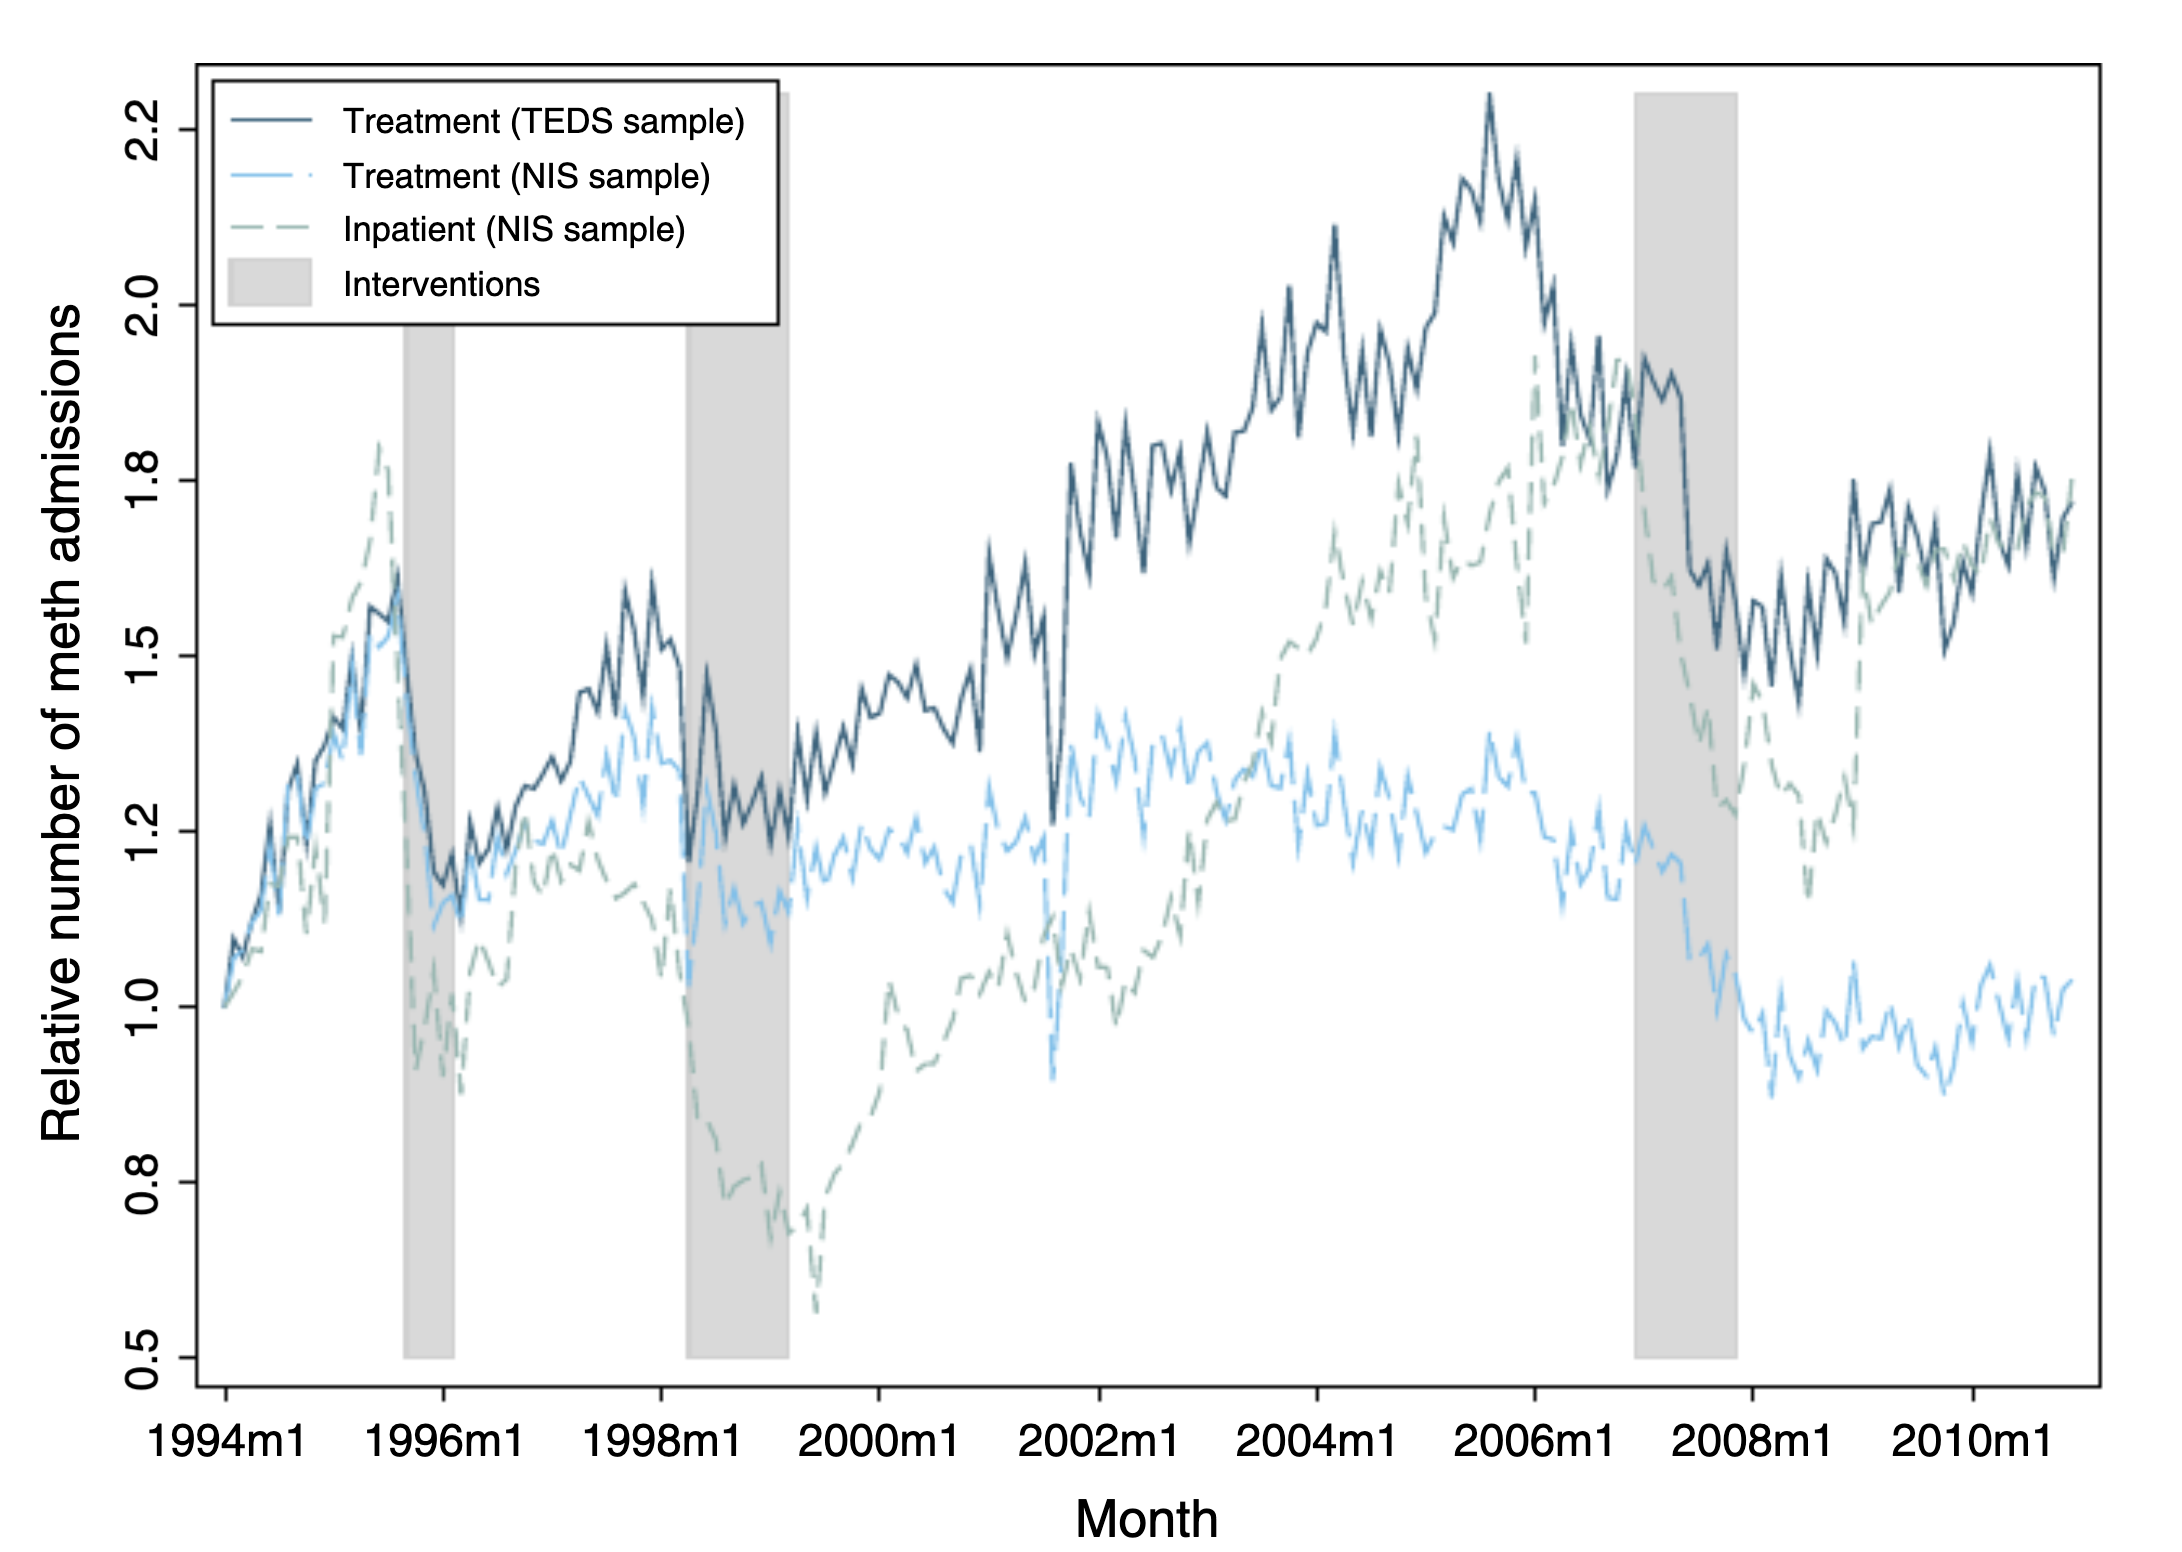 Treatment (TEDS sample)
Treatment (NIS sample)
Inpatient (NIS sample)
Interventions
Relative number of meth admissions
2.2
2.0
1.8
1.5
1.2
1.0
0.8
0.5
1994m1 1996m1 1998m1 2000m1 2002m1 2004m1 2006m1 2008m1 2010m1
Month